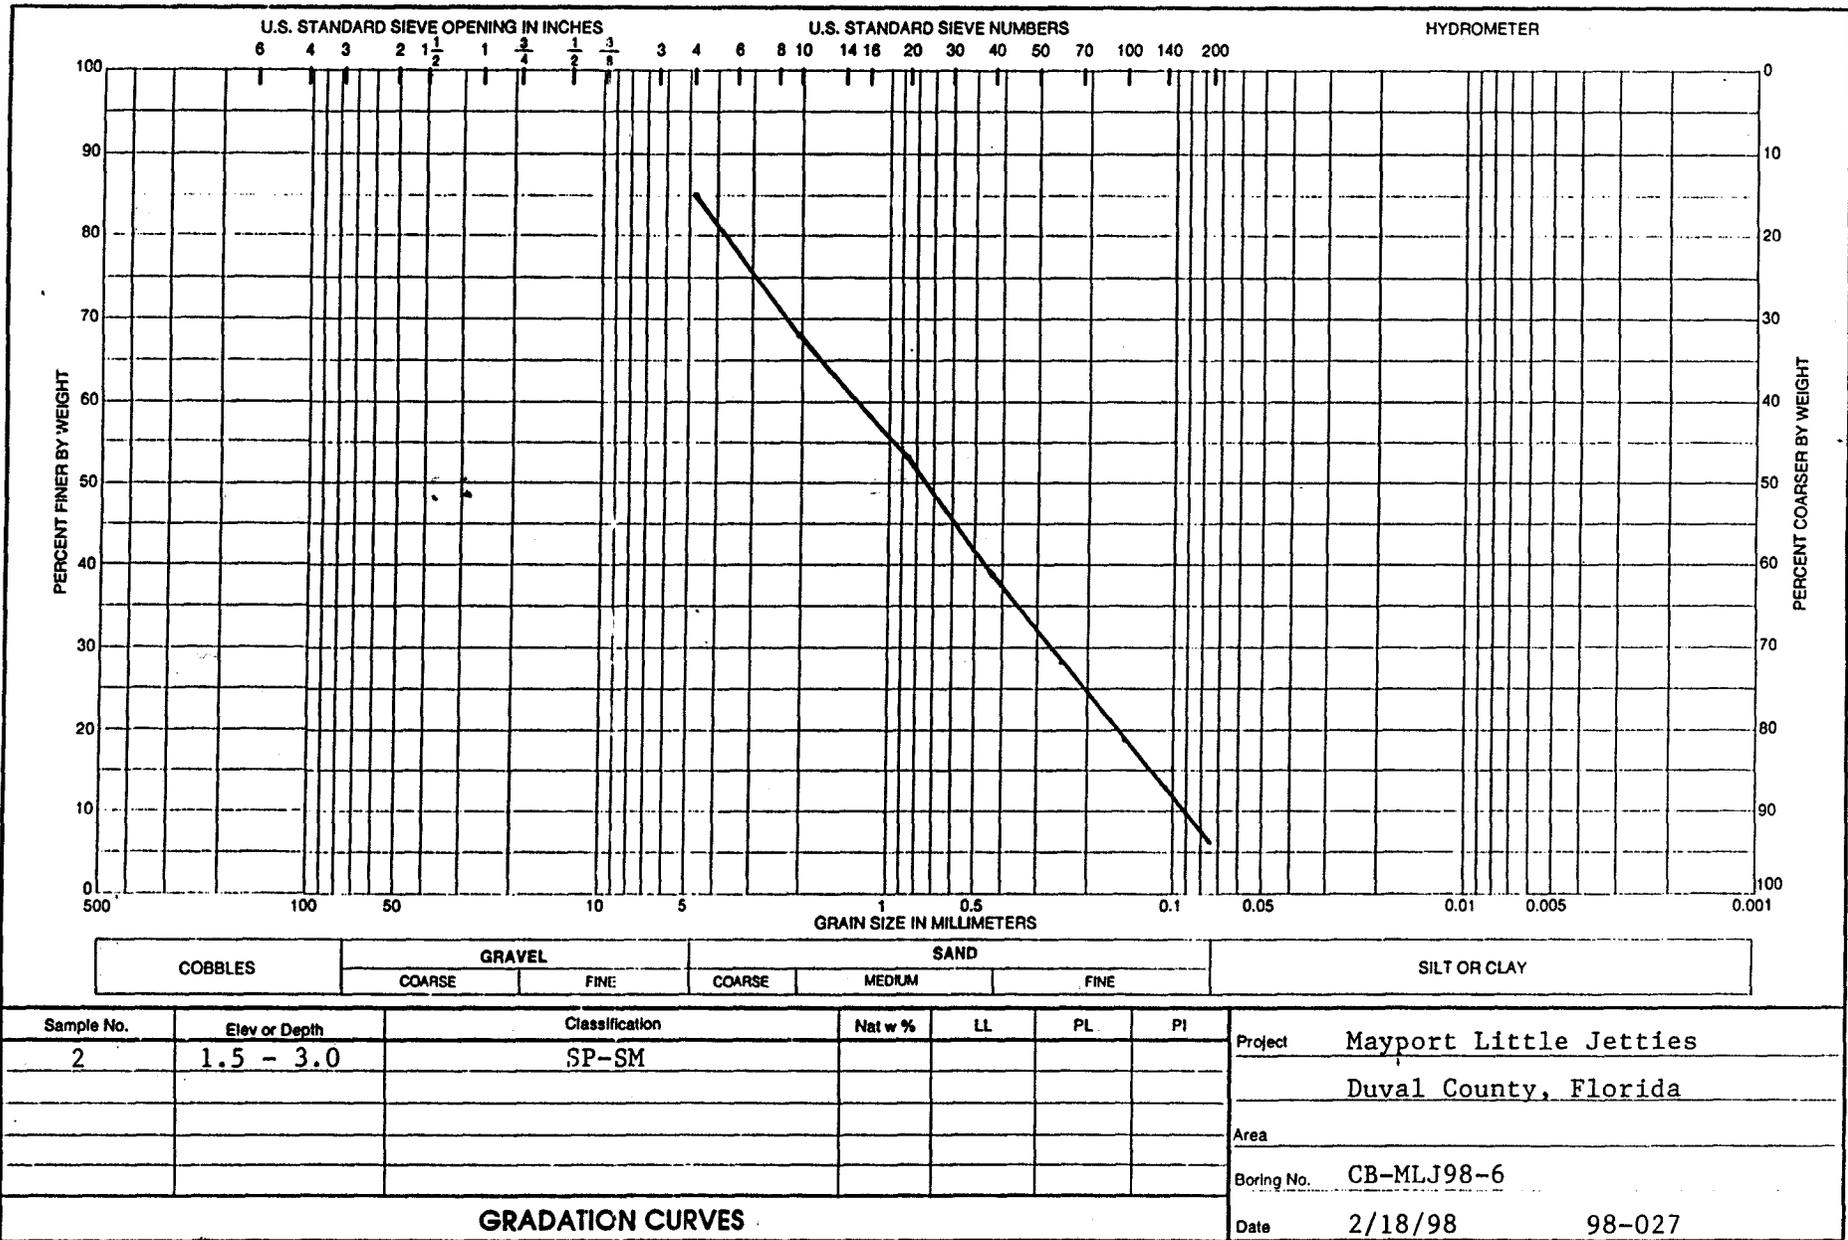 U.S. STANDARD SIEVE OPENING IN INCHES U.S. STANDARD SIEVE NUMBERS HYDROMETER
6 4 3 2 1 1/2 1 3/4 1/2 3/8 3 4 6 8 10 14 16 20 30 40 50 70 100 140 200
100 0
90 10
80 20
70 30
60 40
50 50
40 60
30 70
20 80
10 90
0 100
PERCENT FINER BY WEIGHT
PERCENT COARSER BY WEIGHT
500 100 50 10 5 1 0.5 0.1 0.05 0.01 0.005 0.001
GRAIN SIZE IN MILLIMETERS
COBBLES GRAVEL SAND SILT OR CLAY
COARSE FINE COARSE MEDIUM FINE
Sample No. Elev or Depth Classification Nat w % LL PL PI
2 1.5 - 3.0 SP-SM
Project Mayport Little Jetties
Duval County, Florida
Area
Boring No. CB-MLJ98-6
Date 2/18/98 98-027
GRADATION CURVES